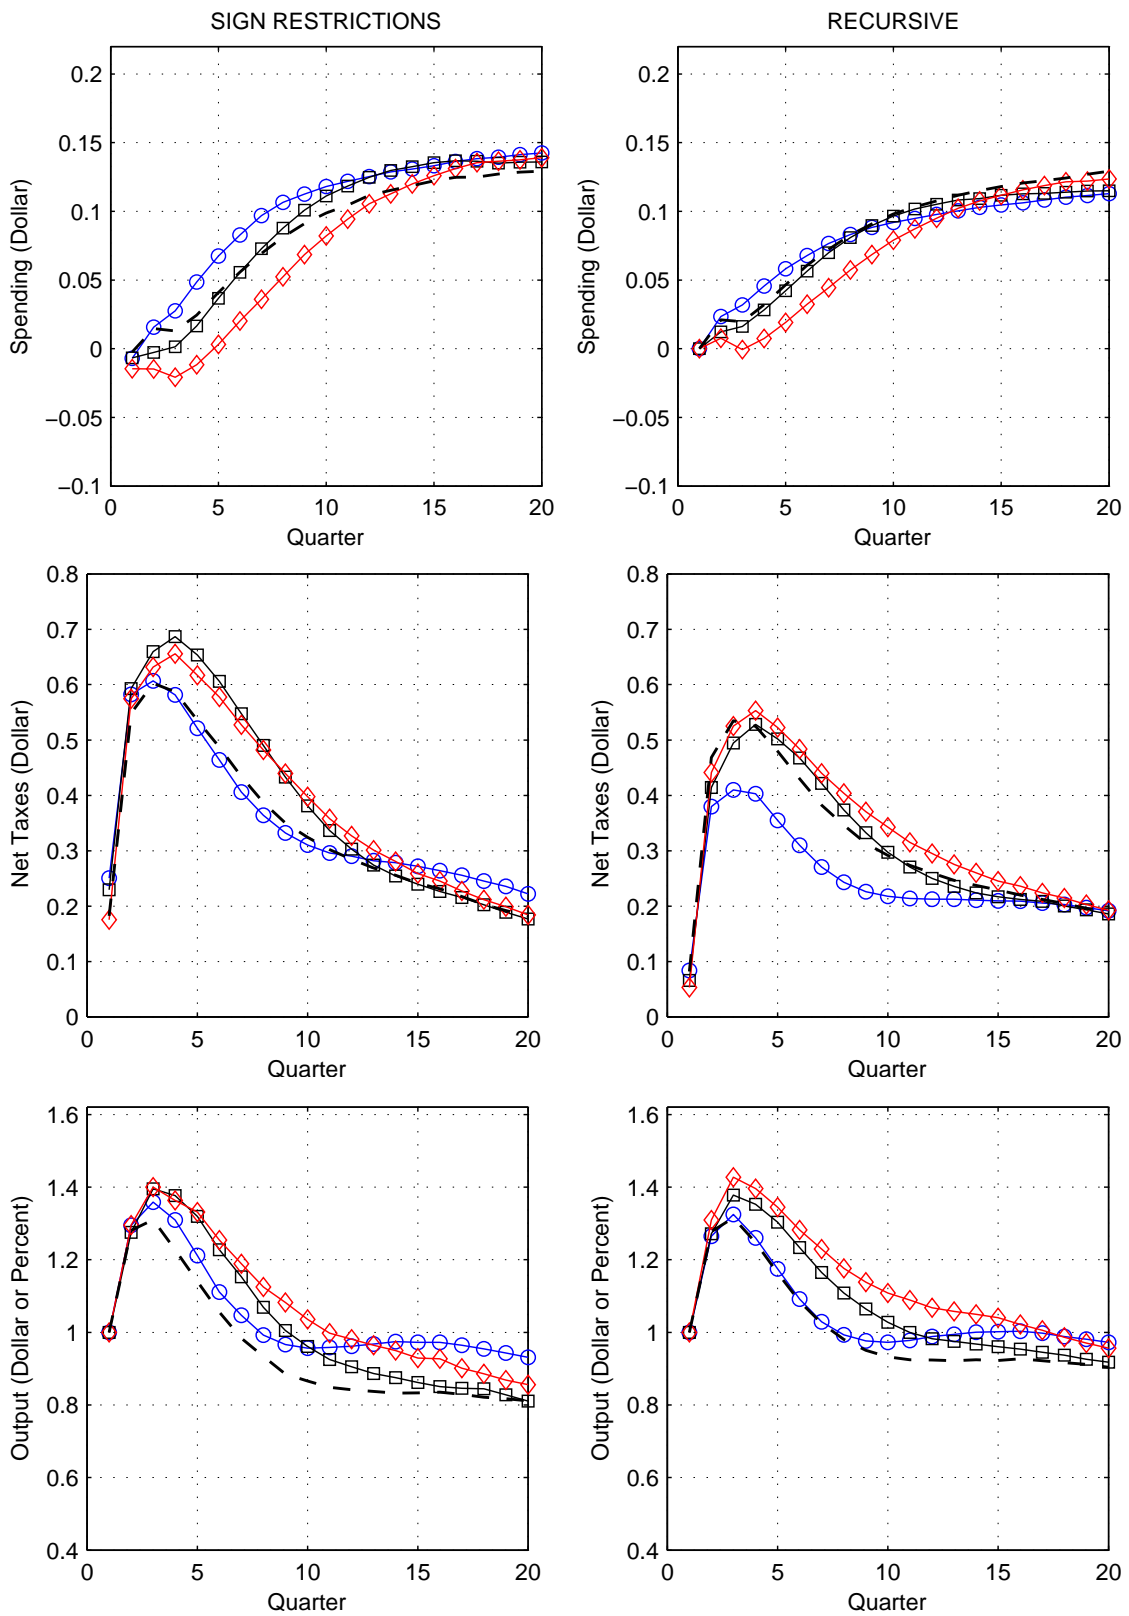 SIGN RESTRICTIONS
RECURSIVE
0.2
0.15
0.1
0.05
0
−0.05
−0.1
Spending (Dollar)
0 5 10 15 20
Quarter
0.2
0.15
0.1
0.05
0
−0.05
−0.1
Spending (Dollar)
0 5 10 15 20
Quarter
0.8
0.7
0.6
0.5
0.4
0.3
0.2
0.1
0
Net Taxes (Dollar)
0 5 10 15 20
Quarter
0.8
0.7
0.6
0.5
0.4
0.3
0.2
0.1
0
Net Taxes (Dollar)
0 5 10 15 20
Quarter
1.6
1.4
1.2
1
0.8
0.6
0.4
Output (Dollar or Percent)
0 5 10 15 20
Quarter
1.6
1.4
1.2
1
0.8
0.6
0.4
Output (Dollar or Percent)
0 5 10 15 20
Quarter